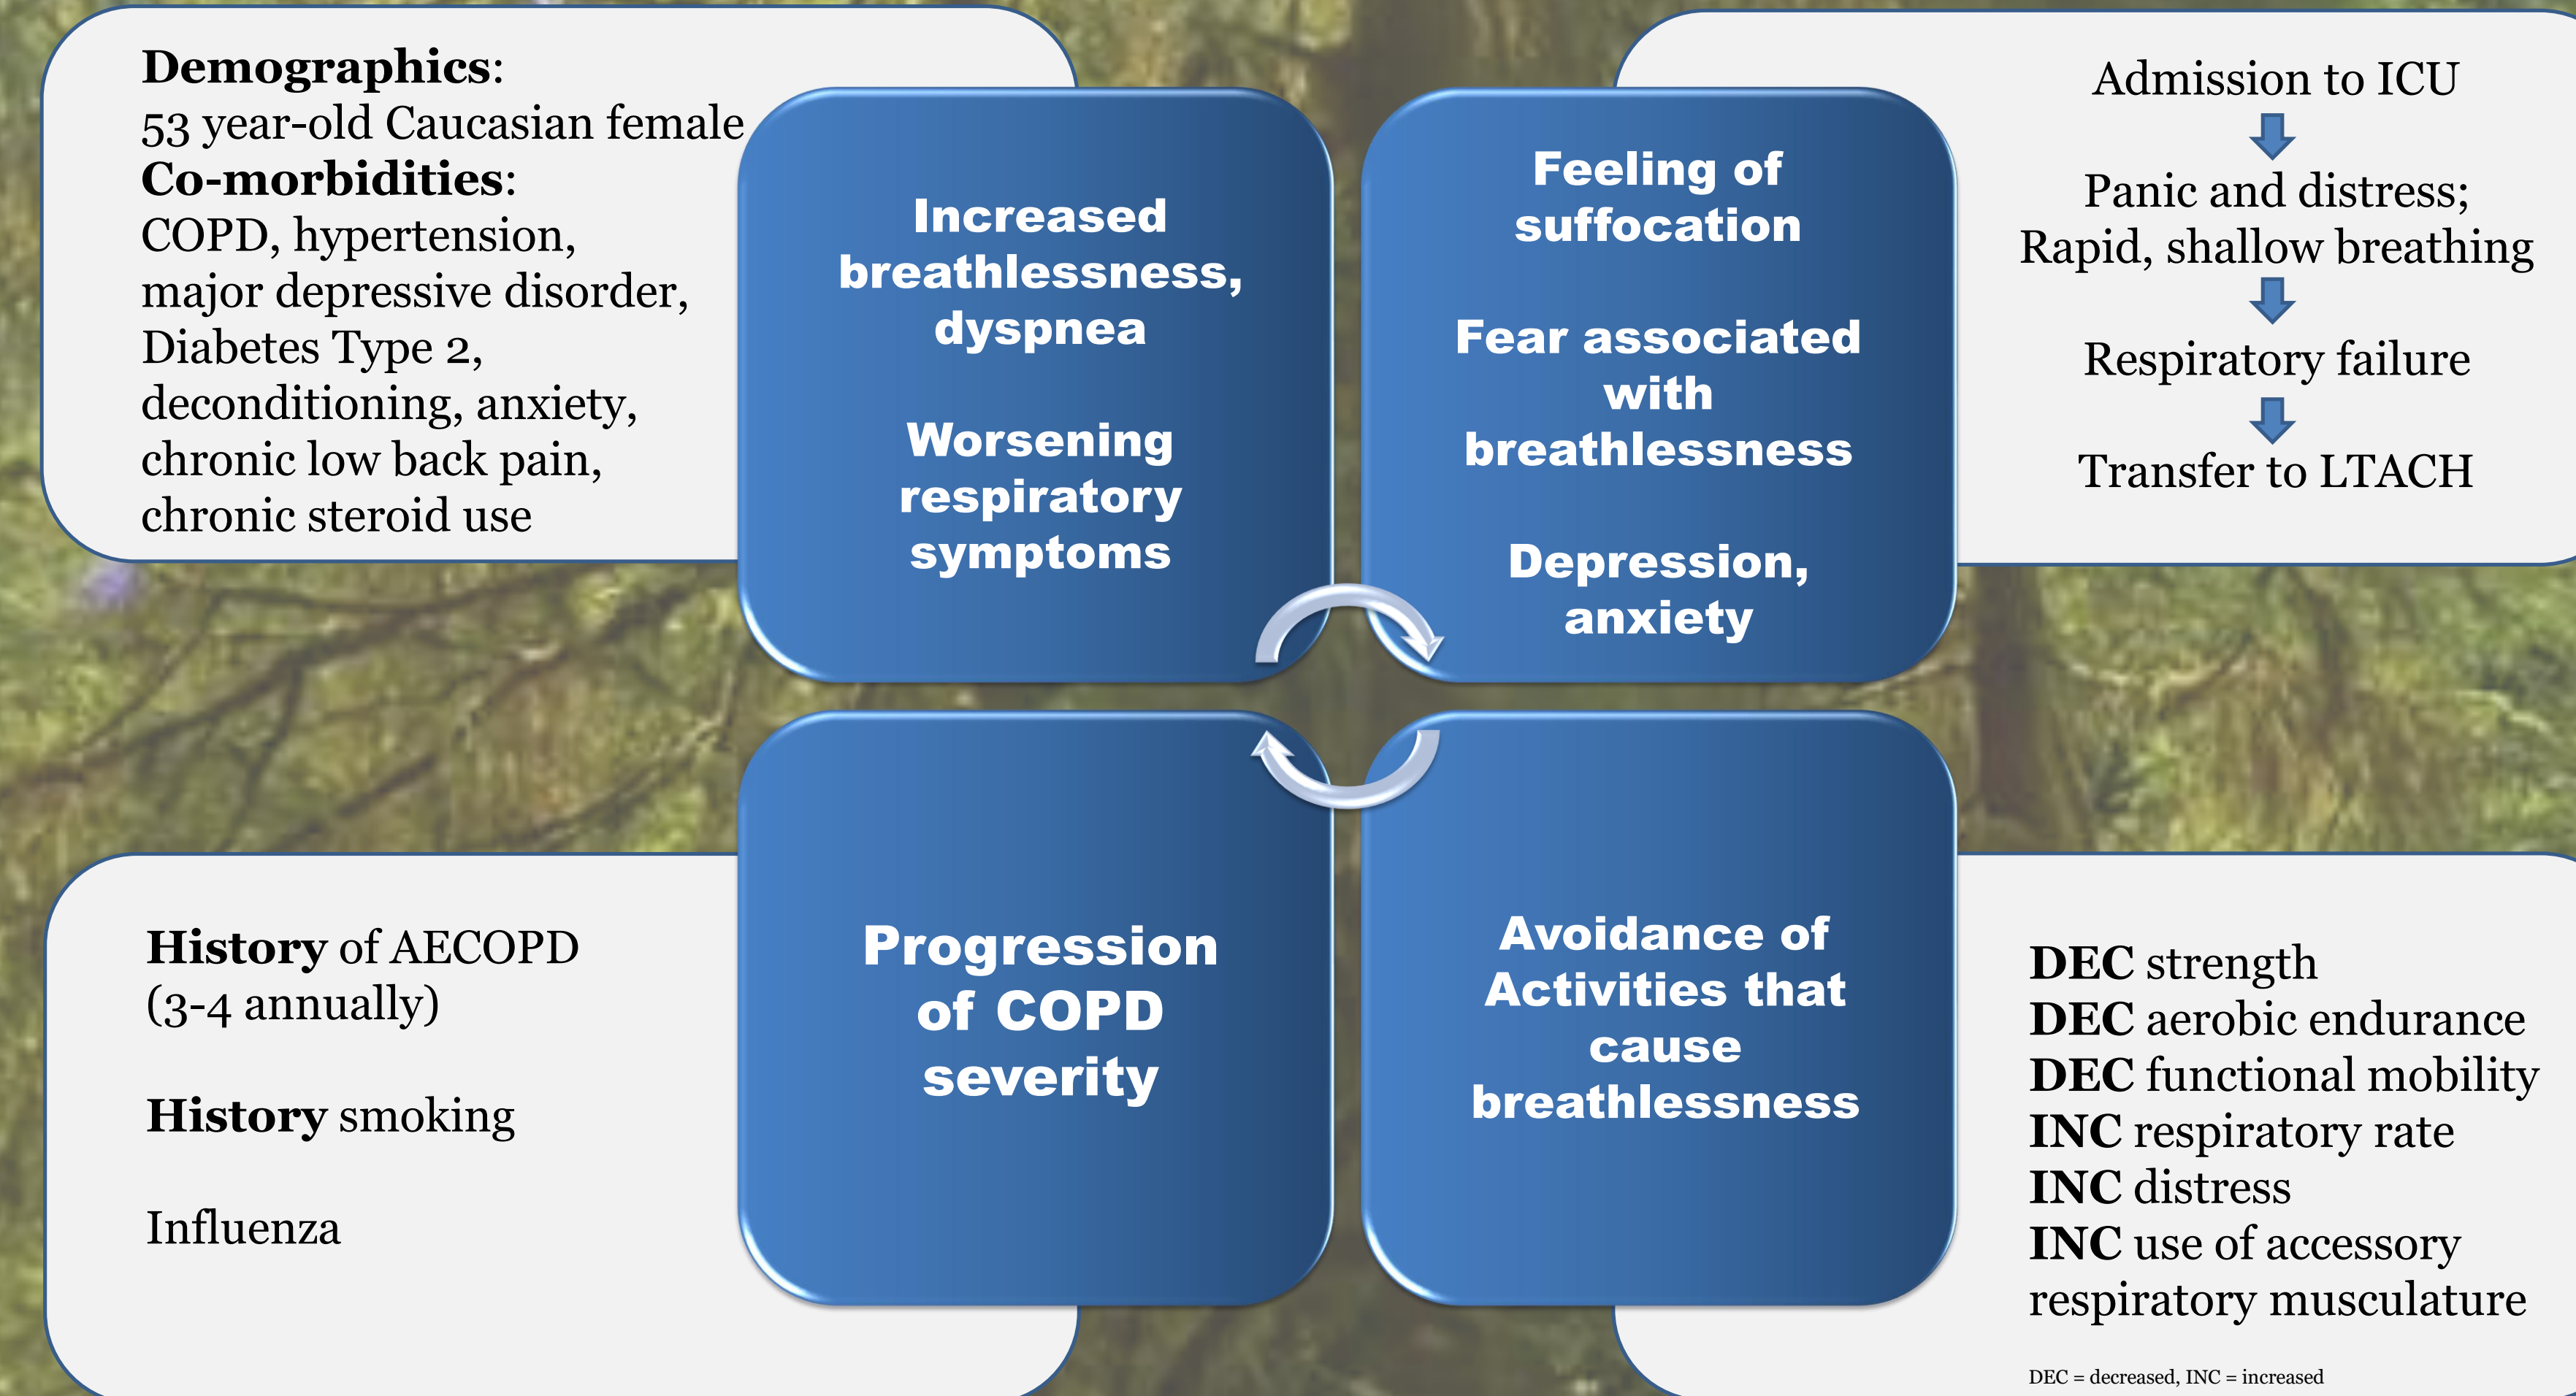 Demographics:
53 year-old Caucasian female
Co-morbidities:
COPD, hypertension,
major depressive disorder,
Diabetes Type 2,
deconditioning, anxiety,
chronic low back pain,
chronic steroid use
Increased
breathlessness,
dyspnea
Worsening
respiratory
symptoms
Feeling of
suffocation
Fear associated
with
breathlessness
Depression,
anxiety
Admission to ICU
Panic and distress;
Rapid, shallow breathing
Respiratory failure
Transfer to LTACH
History of AECOPD
(3-4 annually)
History smoking
Influenza
Progression
of COPD
severity
Avoidance of
Activities that
cause
breathlessness
DEC strength
DEC aerobic endurance
DEC functional mobility
INC respiratory rate
INC distress
INC use of accessory
respiratory musculature
DEC = decreased, INC = increased